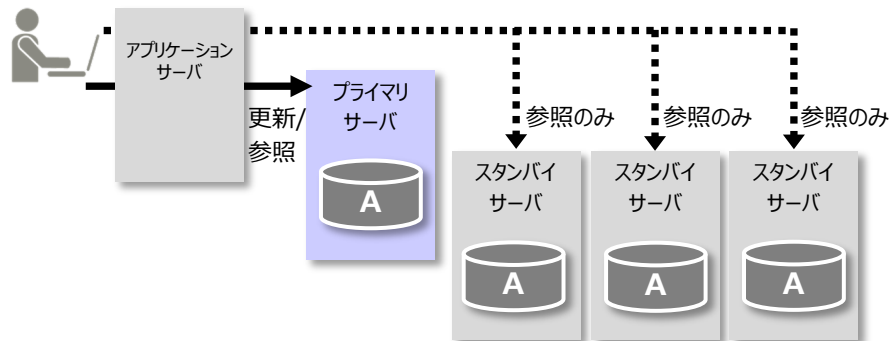 アプリケーション
サーバ
更新/
参照
プライマリ
サーバ
A
参照のみ
参照のみ
参照のみ
スタンバイ
サーバ
A
スタンバイ
サーバ
A
スタンバイ
サーバ
A